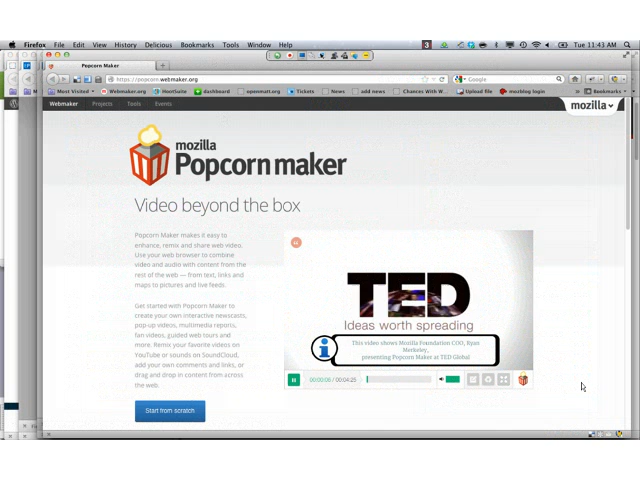 Firefox File Edit View History Delicious Bookmarks Tools Window Help
3
Tue 11:43 AM
Popcorn Maker
Popcorn Maker
https://popcorn.webmaker.org
Google
Bookmarks
Most Visited Webmaker.org HootSuite dashboard openmatt.org Tickets News add news Chances With W... Upload file mozblog login Bookmarks
Webmaker Projects Tools Events
mozilla
mozilla
Popcorn maker
Video beyond the box
Popcorn Maker makes it easy to
enhance, remix and share web video.
Use your web browser to combine
video and audio with content from the
rest of the web — from text, links and
maps to pictures and live feeds.
Get started with Popcorn Maker to
create your own interactive newscasts,
pop-up videos, multimedia reports,
fan videos, guided web tours and
more. Remix your favorite videos on
YouTube or sounds on SoundCloud,
add your own comments and links, or
drag and drop in content from across
the web.
Start from scratch
TED
Ideas worth spreading
This video shows Mozilla Foundation COO, Ryan
Merkeley,
presenting Popcorn Maker at TED Global